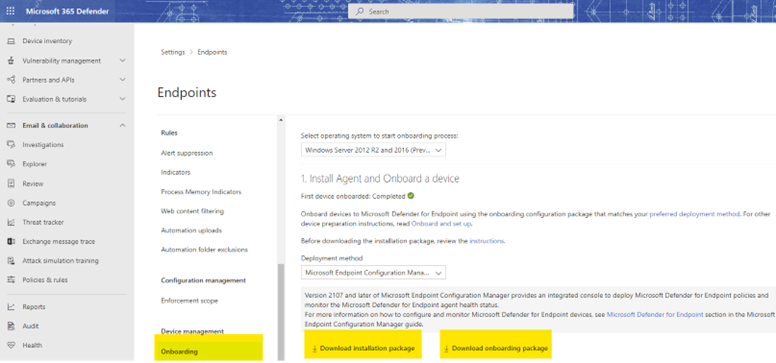 Microsoft 365 Defender
Search
Device inventory
Vulnerability management
Partners and APIs
Evaluation & tutorials
Email & collaboration
Investigations
Explorer
Review
Campaigns
Threat tracker
Exchange message trace
Attack simulation training
Policies & rules
Reports
Audit
Health
Settings > Endpoints
Endpoints
Rules
Alert suppression
Indicators
Process Memory Indicators
Web content filtering
Automation uploads
Automation folder exclusions
Configuration management
Enforcement scope
Device management
Onboarding
Select operating system to start onboarding process:
Windows Server 2012 R2 and 2016 (Prev...
1. Install Agent and Onboard a device
First device onboarded: Completed
Onboard devices to Microsoft Defender for Endpoint using the onboarding configuration package that matches your preferred deployment method. For other
device preparation instructions, read Onboard and set up.
Before downloading the installation package, review the instructions.
Deployment method
Microsoft Endpoint Configuration Mana...
Version 2107 and later of Microsoft Endpoint Configuration Manager provides an integrated console to deploy Microsoft Defender for Endpoint policies and
monitor the Microsoft Defender for Endpoint agent health status.
For more information on how to configure and monitor Microsoft Defender for Endpoint devices. see Microsoft Defender for Endpoint section in the Microsoft
Endpoint Configuration Manager guide.
Download installation package
Download onboarding package